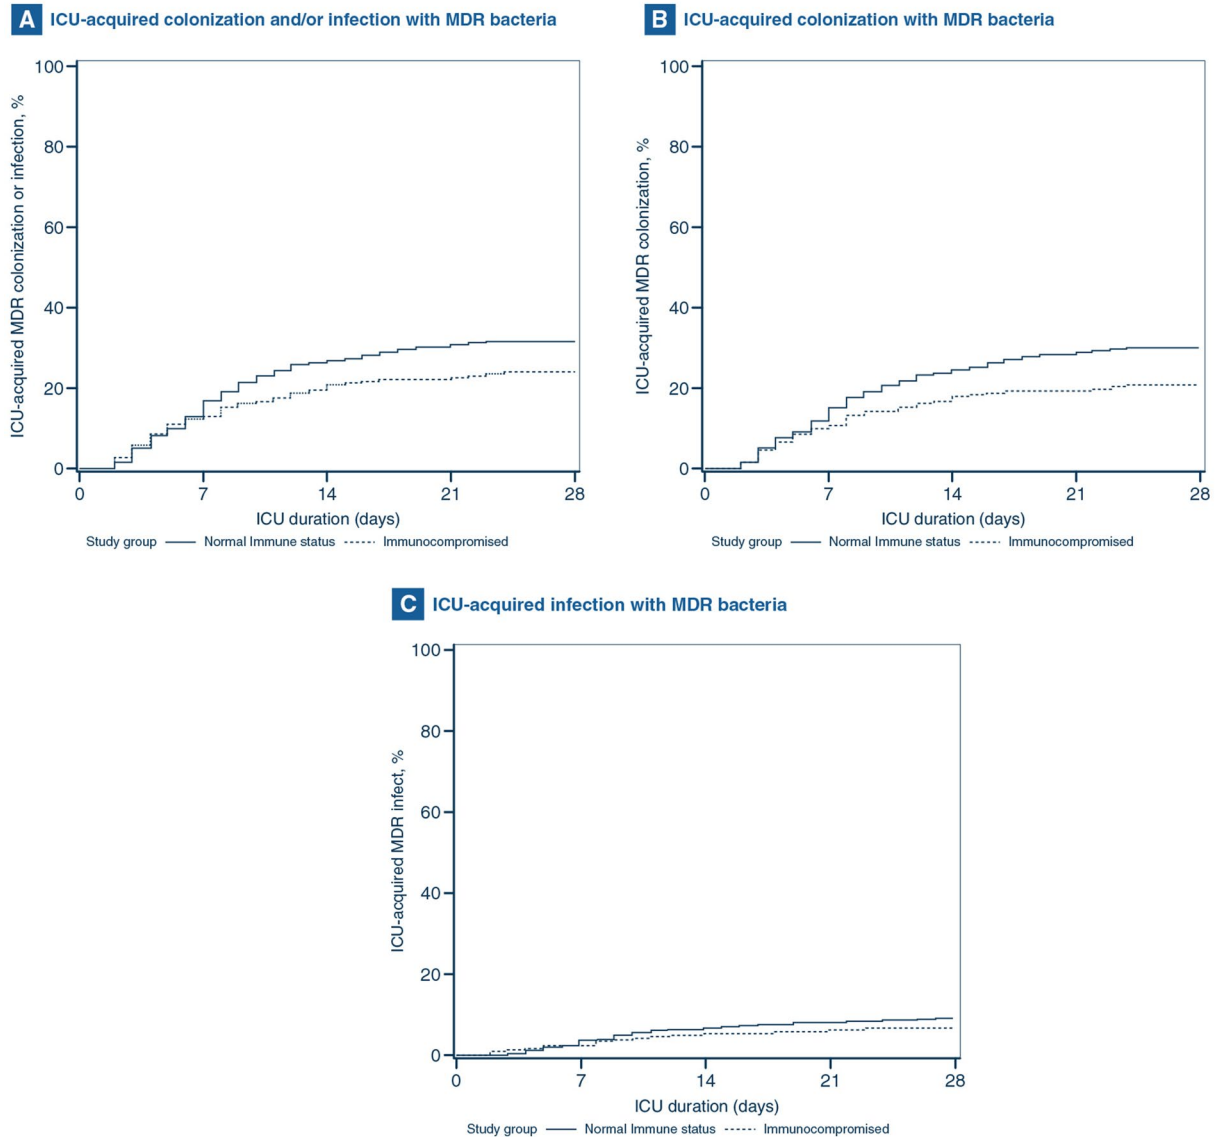 A ICU-acquired colonization and/or infection with MDR bacteria
ICU-acquired MDR colonization or infection, %
100
80
60
40
20
0
0 7 14 21 28
ICU duration (days)
Study group Normal Immune status Immunocompromised
B ICU-acquired colonization with MDR bacteria
ICU-acquired MDR colonization, %
100
80
60
40
20
0
0 7 14 21 28
ICU duration (days)
Study group Normal Immune status Immunocompromised
C ICU-acquired infection with MDR bacteria
ICU-acquired MDR infect, %
100
80
60
40
20
0
0 7 14 21 28
ICU duration (days)
Study group Normal Immune status Immunocompromised